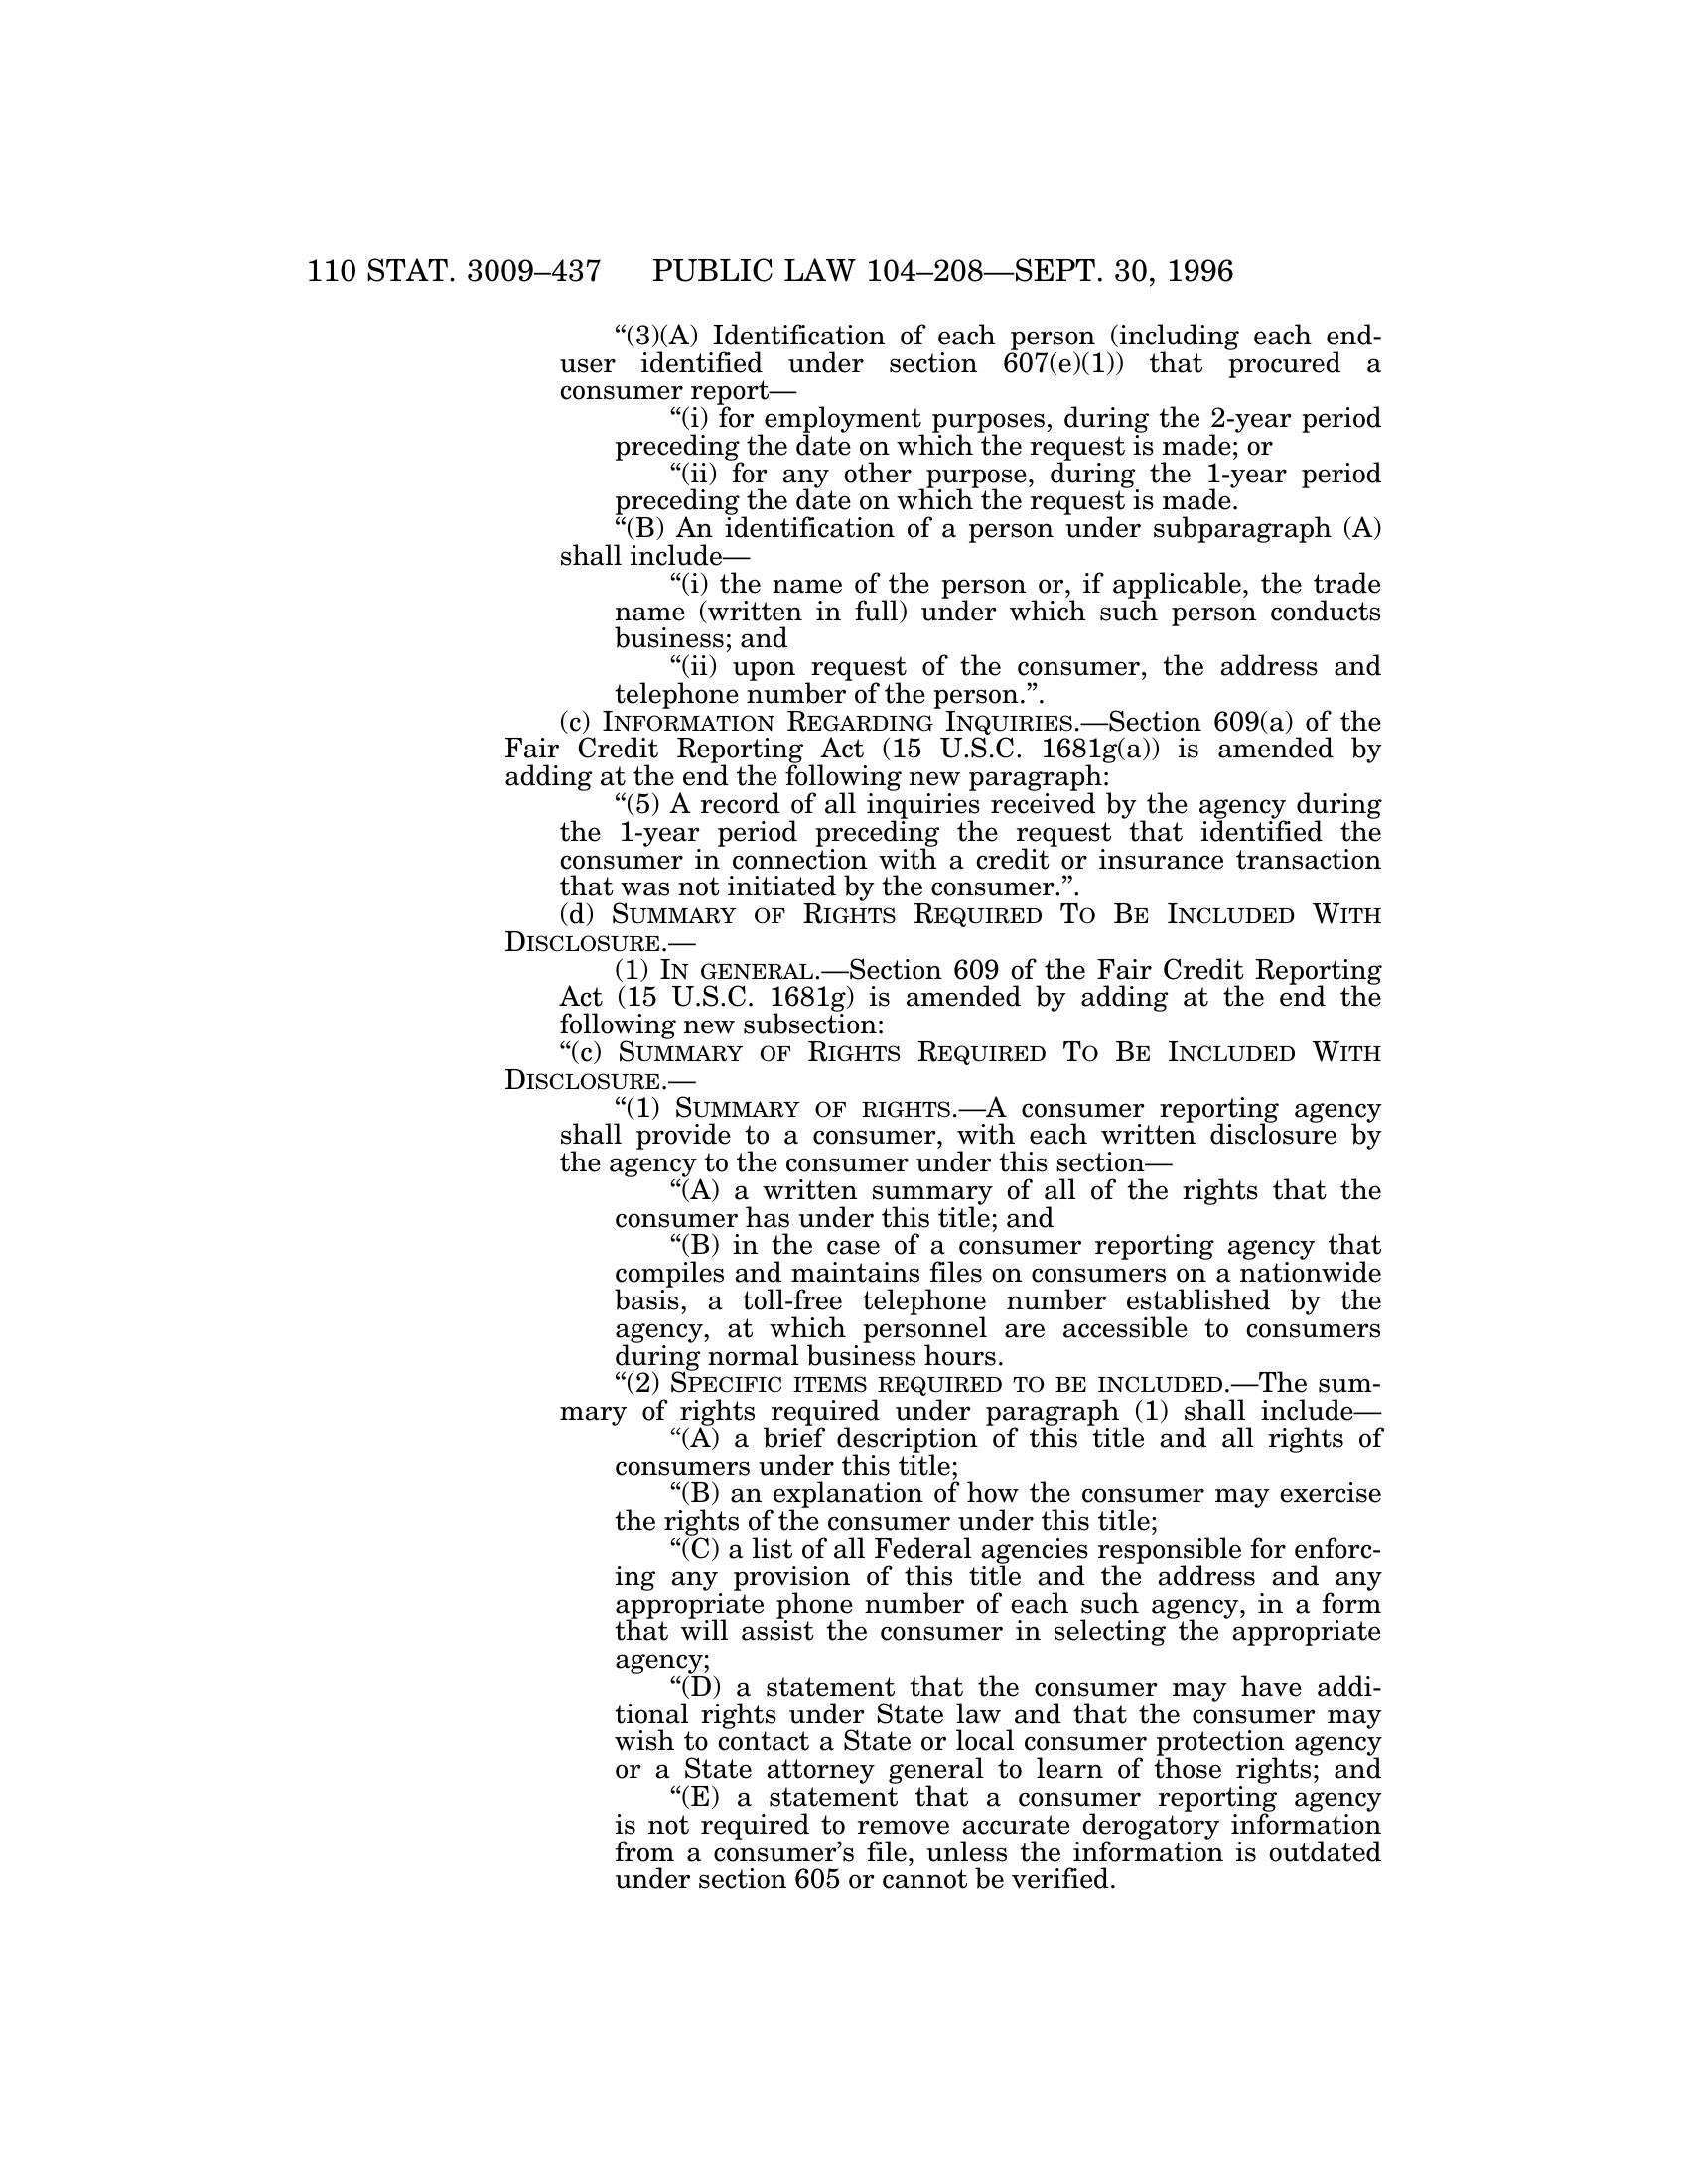 110 STAT. 3009–437 PUBLIC LAW 104–208—SEPT. 30, 1996
“(3)(A) Identification of each person (including each end-
user identified under section 607(e)(1)) that procured a
consumer report—
“(i) for employment purposes, during the 2-year period
preceding the date on which the request is made; or
“(ii) for any other purpose, during the 1-year period
preceding the date on which the request is made.
“(B) An identification of a person under subparagraph (A)
shall include—
“(i) the name of the person or, if applicable, the trade
name (written in full) under which such person conducts
business; and
“(ii) upon request of the consumer, the address and
telephone number of the person.”.
(c) INFORMATION REGARDING INQUIRIES.—Section 609(a) of the
Fair Credit Reporting Act (15 U.S.C. 1681g(a)) is amended by
adding at the end the following new paragraph:
“(5) A record of all inquiries received by the agency during
the 1-year period preceding the request that identified the
consumer in connection with a credit or insurance transaction
that was not initiated by the consumer.”.
(d) SUMMARY OF RIGHTS REQUIRED TO BE INCLUDED WITH
DISCLOSURE.—
(1) IN GENERAL.—Section 609 of the Fair Credit Reporting
Act (15 U.S.C. 1681g) is amended by adding at the end the
following new subsection:
“(c) SUMMARY OF RIGHTS REQUIRED TO BE INCLUDED WITH
DISCLOSURE.—
“(1) SUMMARY OF RIGHTS.—A consumer reporting agency
shall provide to a consumer, with each written disclosure by
the agency to the consumer under this section—
“(A) a written summary of all of the rights that the
consumer has under this title; and
“(B) in the case of a consumer reporting agency that
compiles and maintains files on consumers on a nationwide
basis, a toll-free telephone number established by the
agency, at which personnel are accessible to consumers
during normal business hours.
“(2) SPECIFIC ITEMS REQUIRED TO BE INCLUDED.—The sum-
mary of rights required under paragraph (1) shall include—
“(A) a brief description of this title and all rights of
consumers under this title;
“(B) an explanation of how the consumer may exercise
the rights of the consumer under this title;
“(C) a list of all Federal agencies responsible for enforc-
ing any provision of this title and the address and any
appropriate phone number of each such agency, in a form
that will assist the consumer in selecting the appropriate
agency;
“(D) a statement that the consumer may have addi-
tional rights under State law and that the consumer may
wish to contact a State or local consumer protection agency
or a State attorney general to learn of those rights; and
“(E) a statement that a consumer reporting agency
is not required to remove accurate derogatory information
from a consumer’s file, unless the information is outdated
under section 605 or cannot be verified.